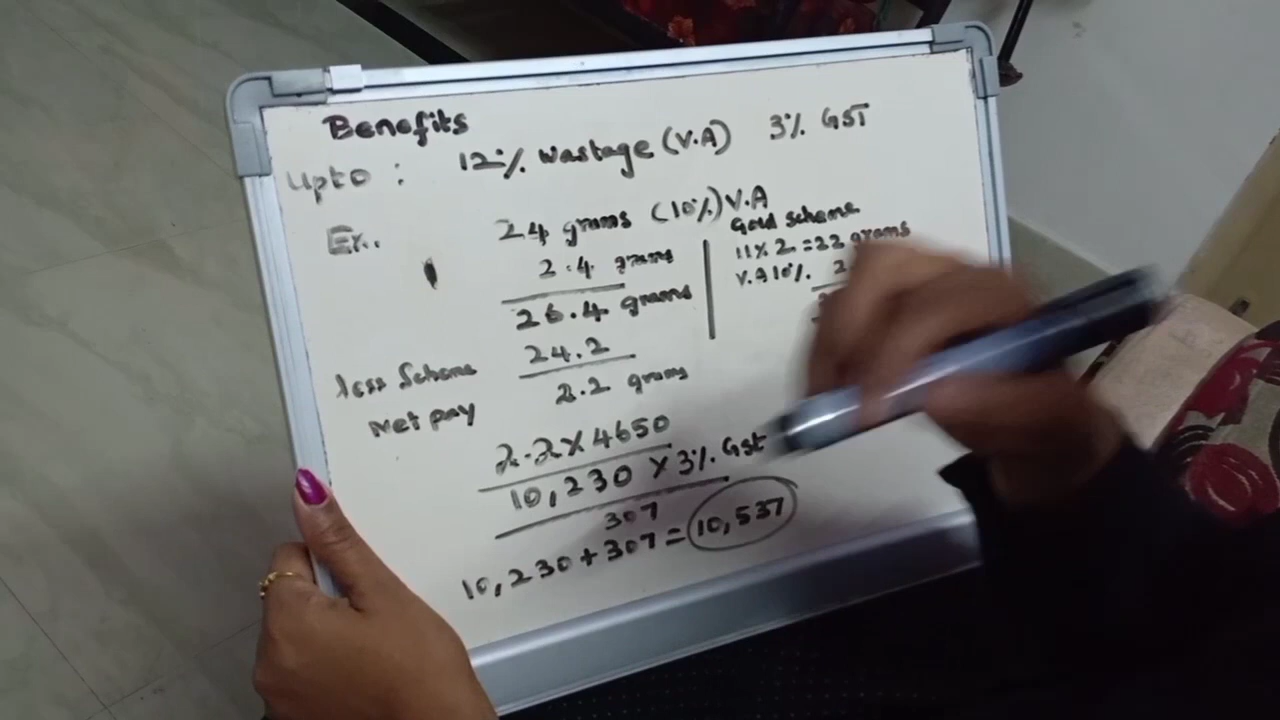 Benefits
Upto : 12% wastage (V.A) 3% GST
Ex. 24 grams (10%) V.A
2.4 grams
26.4 grams
less Scheme 24.2
Net pay 2.2 grams
2.2 X 4650
10,230 X 3% Gst
307
10,230 + 307 = 10,537
Gold scheme
11 X 2 = 22 grams
V.A 10% 2